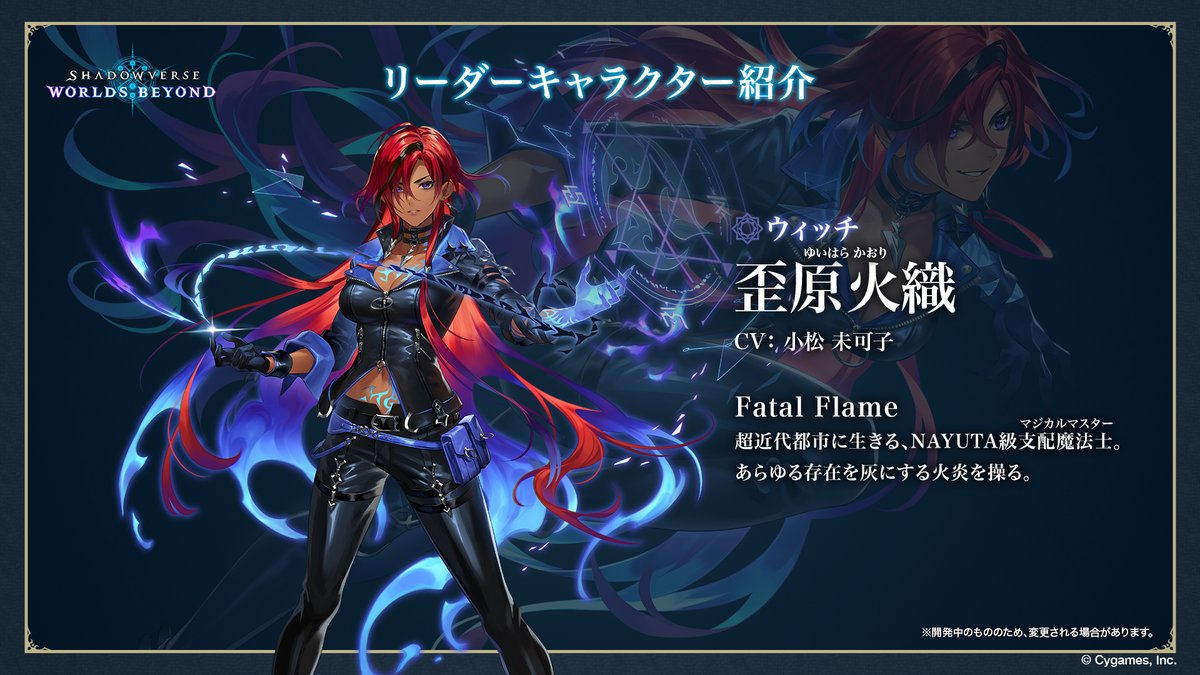 SHADOWVERSE
WORLDS BEYOND
リーダーキャラクター紹介
ウィッチ
ゆいはら かおり
歪原火織
CV： 小松 未可子
Fatal Flame
マジカルマスター
超近代都市に生きる、NAYUTA級支配魔法士。
あらゆる存在を灰にする火炎を操る。
※開発中のもののため、変更される場合があります。
© Cygames, Inc.